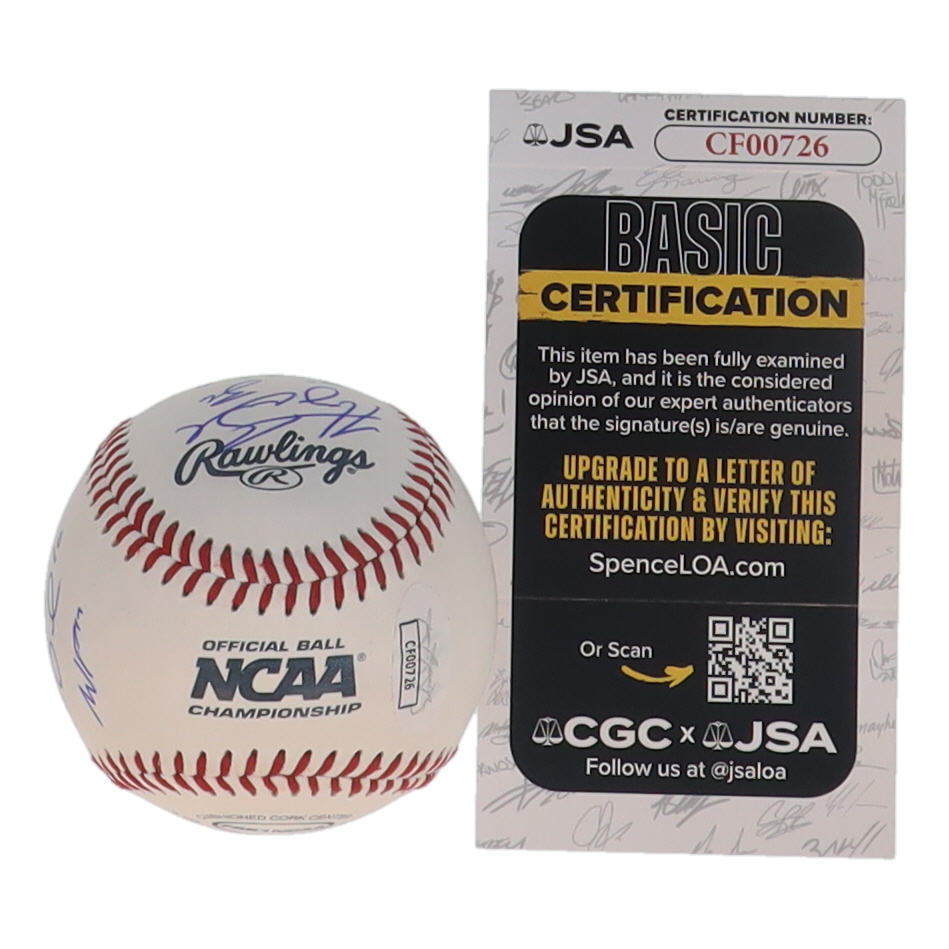 Rawlings
R
OFFICIAL BALL
NCAA®
CHAMPIONSHIP
CF00726
JSA
CERTIFICATION NUMBER:
CF00726
BASIC
CERTIFICATION
This item has been fully examined
by JSA, and it is the considered
opinion of our expert authenticators
that the signature(s) is/are genuine.
UPGRADE TO A LETTER OF
AUTHENTICITY & VERIFY THIS
CERTIFICATION BY VISITING:
SpenceLOA.com
Or Scan
CGC x JSA
Follow us at @jsaloa